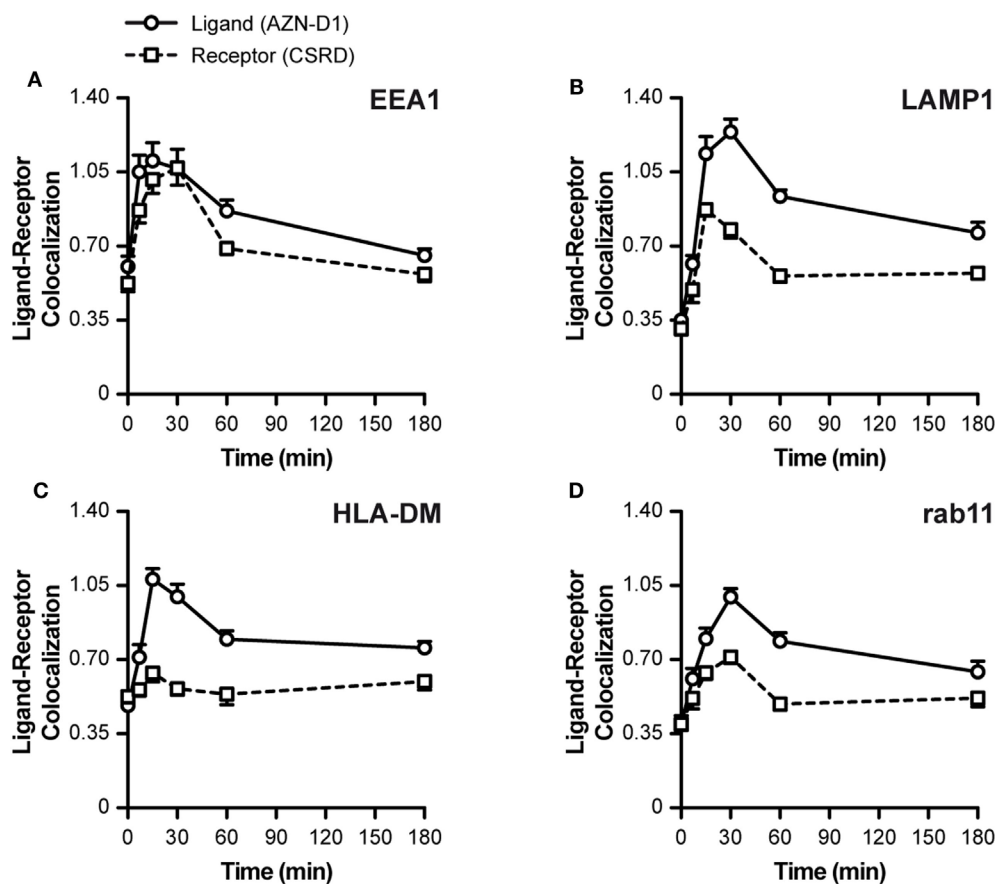 Ligand (AZN-D1)
Receptor (CSRD)
A
EEA1
1.40
1.05
0.70
0.35
0
Ligand-Receptor
Colocalization
0 30 60 90 120 150 180
Time (min)
B
LAMP1
1.40
1.05
0.70
0.35
0
Ligand-Receptor
Colocalization
0 30 60 90 120 150 180
Time (min)
C
HLA-DM
1.40
1.05
0.70
0.35
0
Ligand-Receptor
Colocalization
0 30 60 90 120 150 180
Time (min)
D
rab11
1.40
1.05
0.70
0.35
0
Ligand-Receptor
Colocalization
0 30 60 90 120 150 180
Time (min)